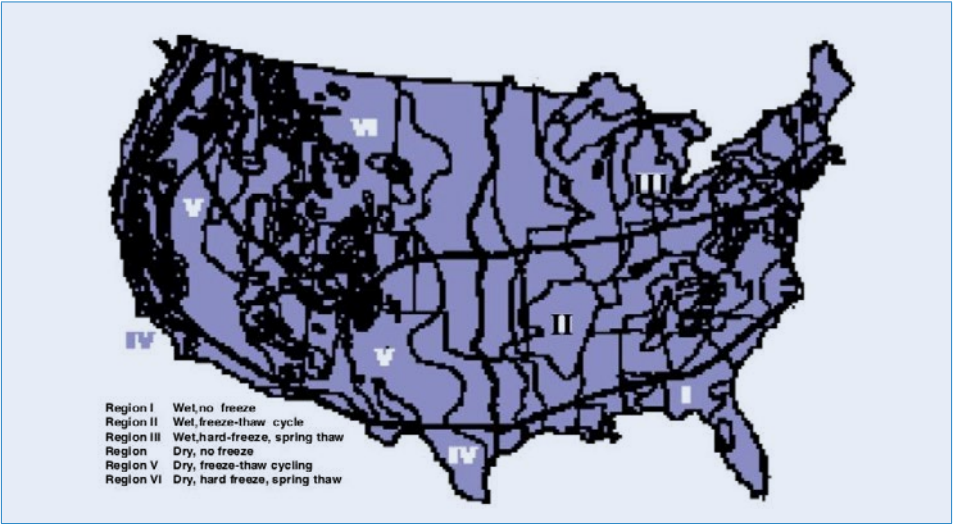 VI
III
V
II
IV
V
I
IV
Region I Wet,no freeze
Region II Wet,freeze-thaw cycle
Region III Wet,hard-freeze, spring thaw
Region Dry, no freeze
Region V Dry, freeze-thaw cycling
Region VI Dry, hard freeze, spring thaw